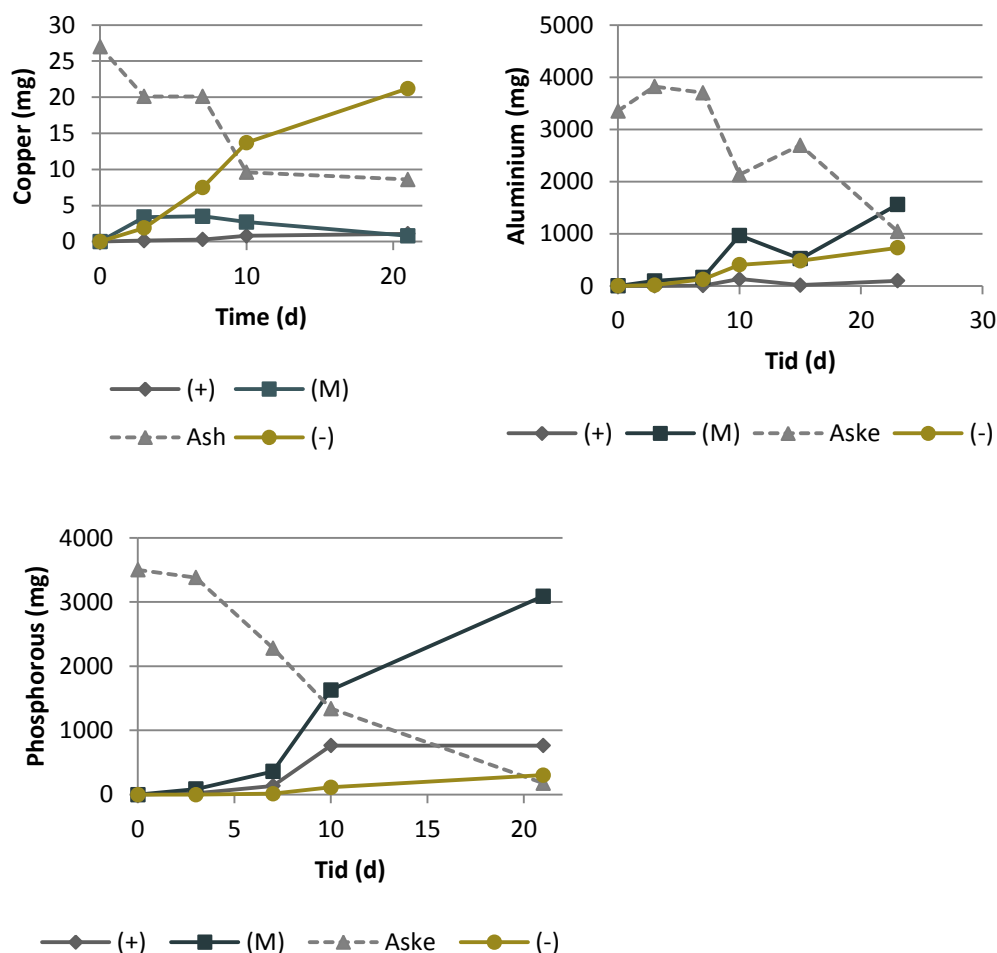 Copper (mg)
30
25
20
15
10
5
0
0 10 20
Time (d)
(+) (M)
Ash (-)
Aluminium (mg)
5000
4000
3000
2000
1000
0
0 10 20 30
Tid (d)
(+) (M) Aske (-)
Phosphorous (mg)
4000
3000
2000
1000
0
0 5 10 15 20
Tid (d)
(+) (M) Aske (-)